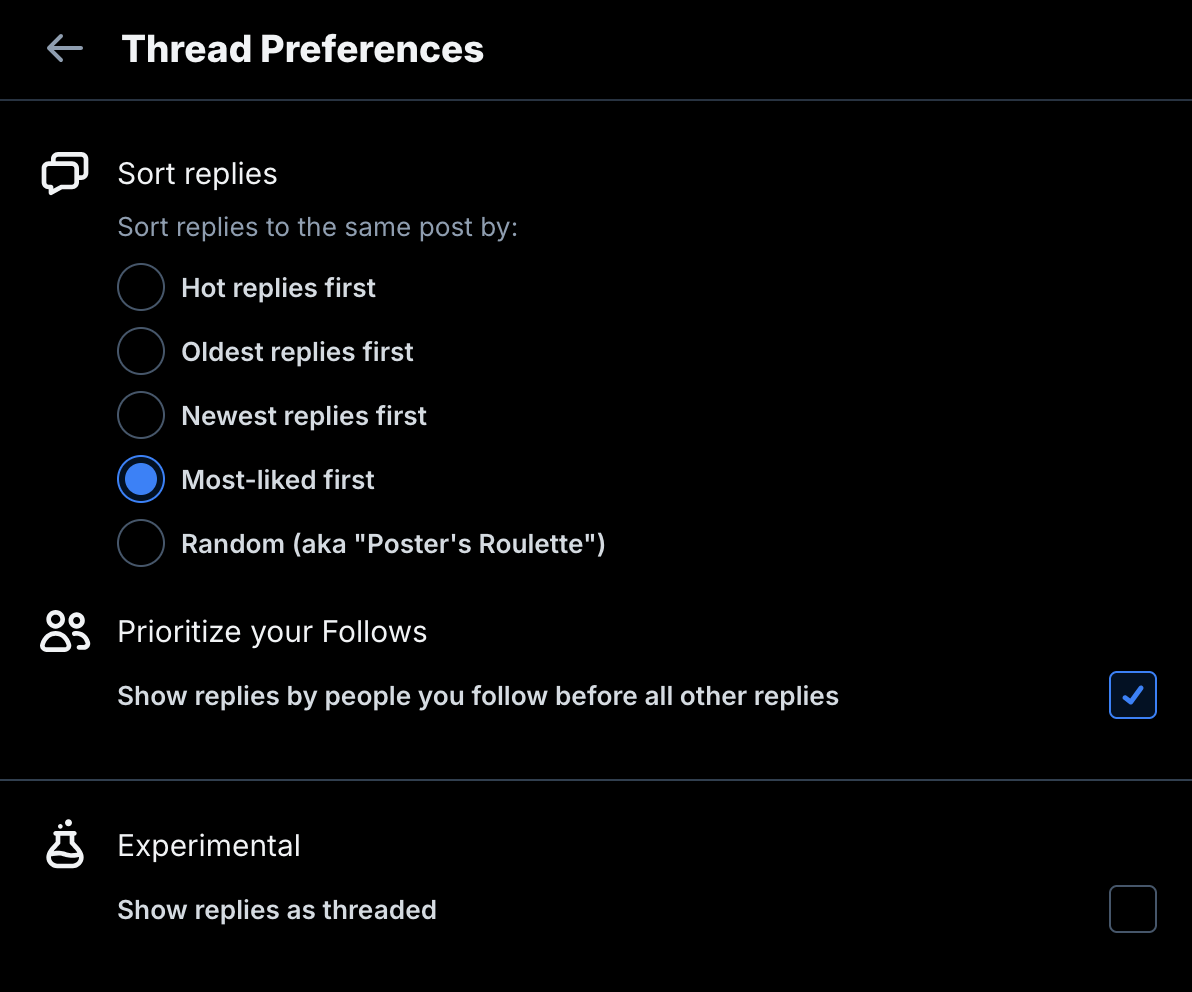 Thread Preferences
Sort replies
Sort replies to the same post by:
Hot replies first
Oldest replies first
Newest replies first
Most-liked first
Random (aka "Poster's Roulette")
Prioritize your Follows
Show replies by people you follow before all other replies
Experimental
Show replies as threaded